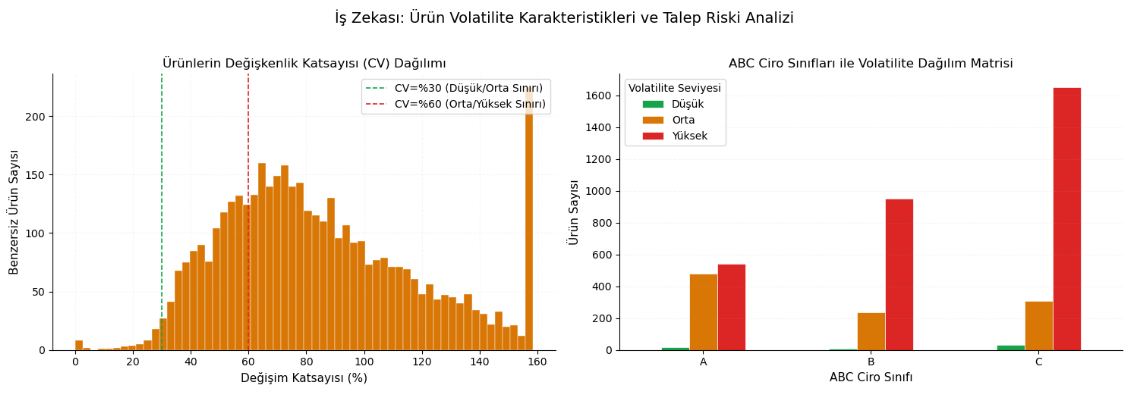 İş Zekası: Ürün Volatilite Karakteristikleri ve Talep Riski Analizi
Ürünlerin Değişkenlik Katsayısı (CV) Dağılımı
CV=%30 (Düşük/Orta Sınırı)
CV=%60 (Orta/Yüksek Sınırı)
Benzersiz Ürün Sayısı
200
150
100
50
0
0 20 40 60 80 100 120 140 160
Değişim Katsayısı (%)
ABC Ciro Sınıfları ile Volatilite Dağılım Matrisi
Volatilite Seviyesi
Düşük
Orta
Yüksek
Ürün Sayısı
1600
1400
1200
1000
800
600
400
200
0
A B C
ABC Ciro Sınıfı